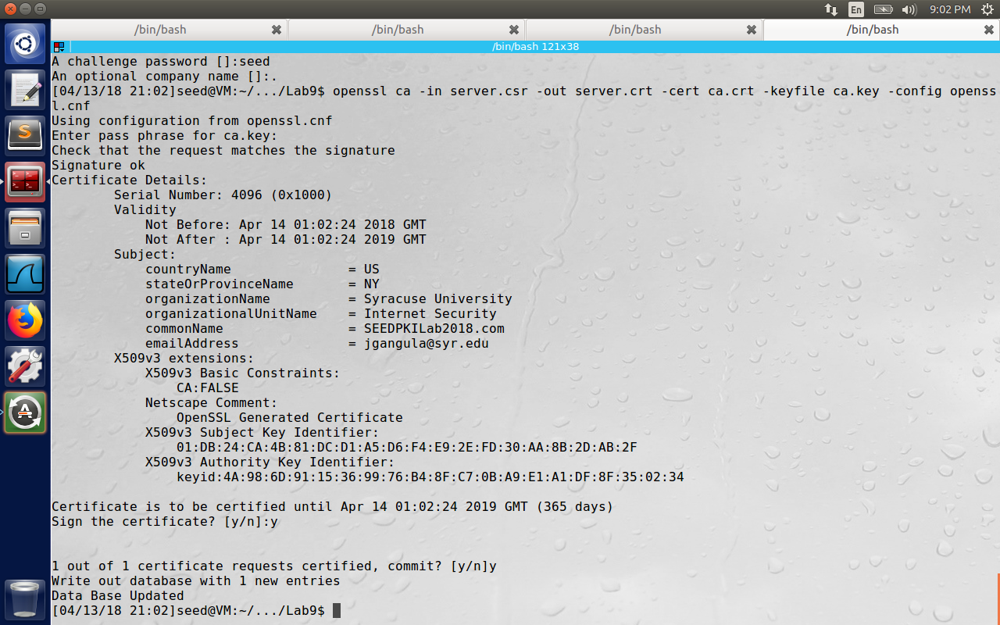 En 9:02 PM
/bin/bash /bin/bash /bin/bash /bin/bash
/bin/bash 121x38
A challenge password []:seed
An optional company name []:.
[04/13/18 21:02]seed@VM:~/.../Lab9$ openssl ca -in server.csr -out server.crt -cert ca.crt -keyfile ca.key -config openss
l.cnf
Using configuration from openssl.cnf
Enter pass phrase for ca.key:
Check that the request matches the signature
Signature ok
Certificate Details:
        Serial Number: 4096 (0x1000)
        Validity
            Not Before: Apr 14 01:02:24 2018 GMT
            Not After : Apr 14 01:02:24 2019 GMT
        Subject:
            countryName               = US
            stateOrProvinceName       = NY
            organizationName          = Syracuse University
            organizationalUnitName    = Internet Security
            commonName                = SEEDPKILab2018.com
            emailAddress              = jgangula@syr.edu
        X509v3 extensions:
            X509v3 Basic Constraints:
                CA:FALSE
            Netscape Comment:
                OpenSSL Generated Certificate
            X509v3 Subject Key Identifier:
                01:DB:24:CA:4B:81:DC:D1:A5:D6:F4:E9:2E:FD:30:AA:8B:2D:AB:2F
            X509v3 Authority Key Identifier:
                keyid:4A:98:6D:91:15:36:99:76:B4:8F:C7:0B:A9:E1:A1:DF:8F:35:02:34
Certificate is to be certified until Apr 14 01:02:24 2019 GMT (365 days)
Sign the certificate? [y/n]:y
1 out of 1 certificate requests certified, commit? [y/n]y
Write out database with 1 new entries
Data Base Updated
[04/13/18 21:02]seed@VM:~/.../Lab9$